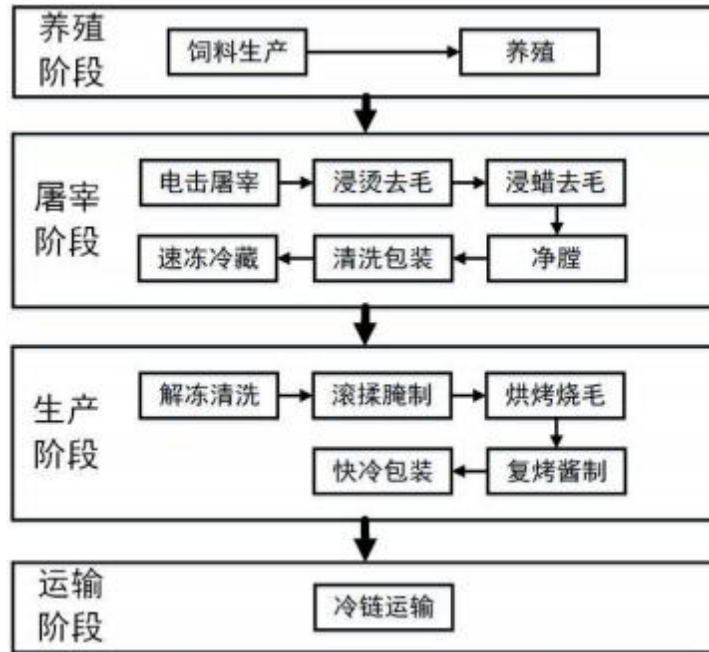 养殖
阶段
饲料生产
养殖
屠宰
阶段
电击屠宰
浸烫去毛
浸蜡去毛
速冻冷藏
清洗包装
净膛
生产
阶段
解冻清洗
滚揉腌制
烘烤烧毛
快冷包装
复烤酱制
运输
阶段
冷链运输